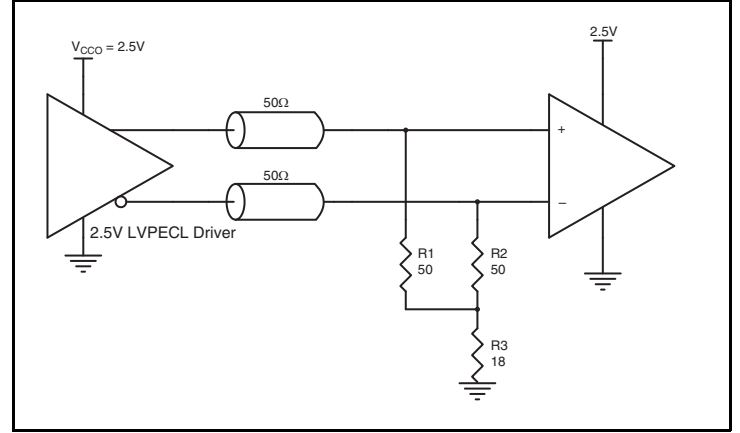 V_CCO = 2.5V
2.5V
50Ω
+
50Ω
–
2.5V LVPECL Driver
R1
50
R2
50
R3
18